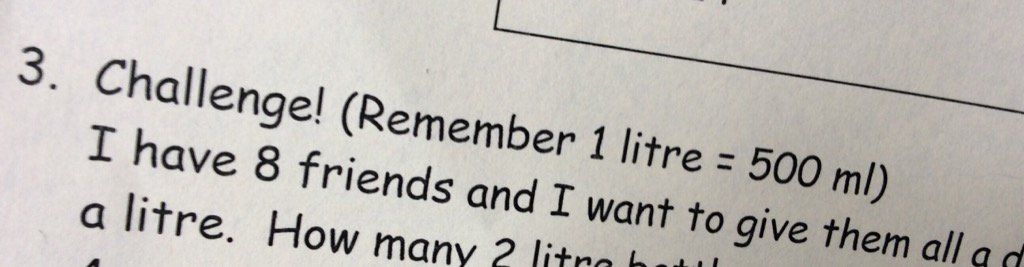 3. Challenge! (Remember 1 litre = 500 ml)
I have 8 friends and I want to give them all a
a litre. How many 2 litre